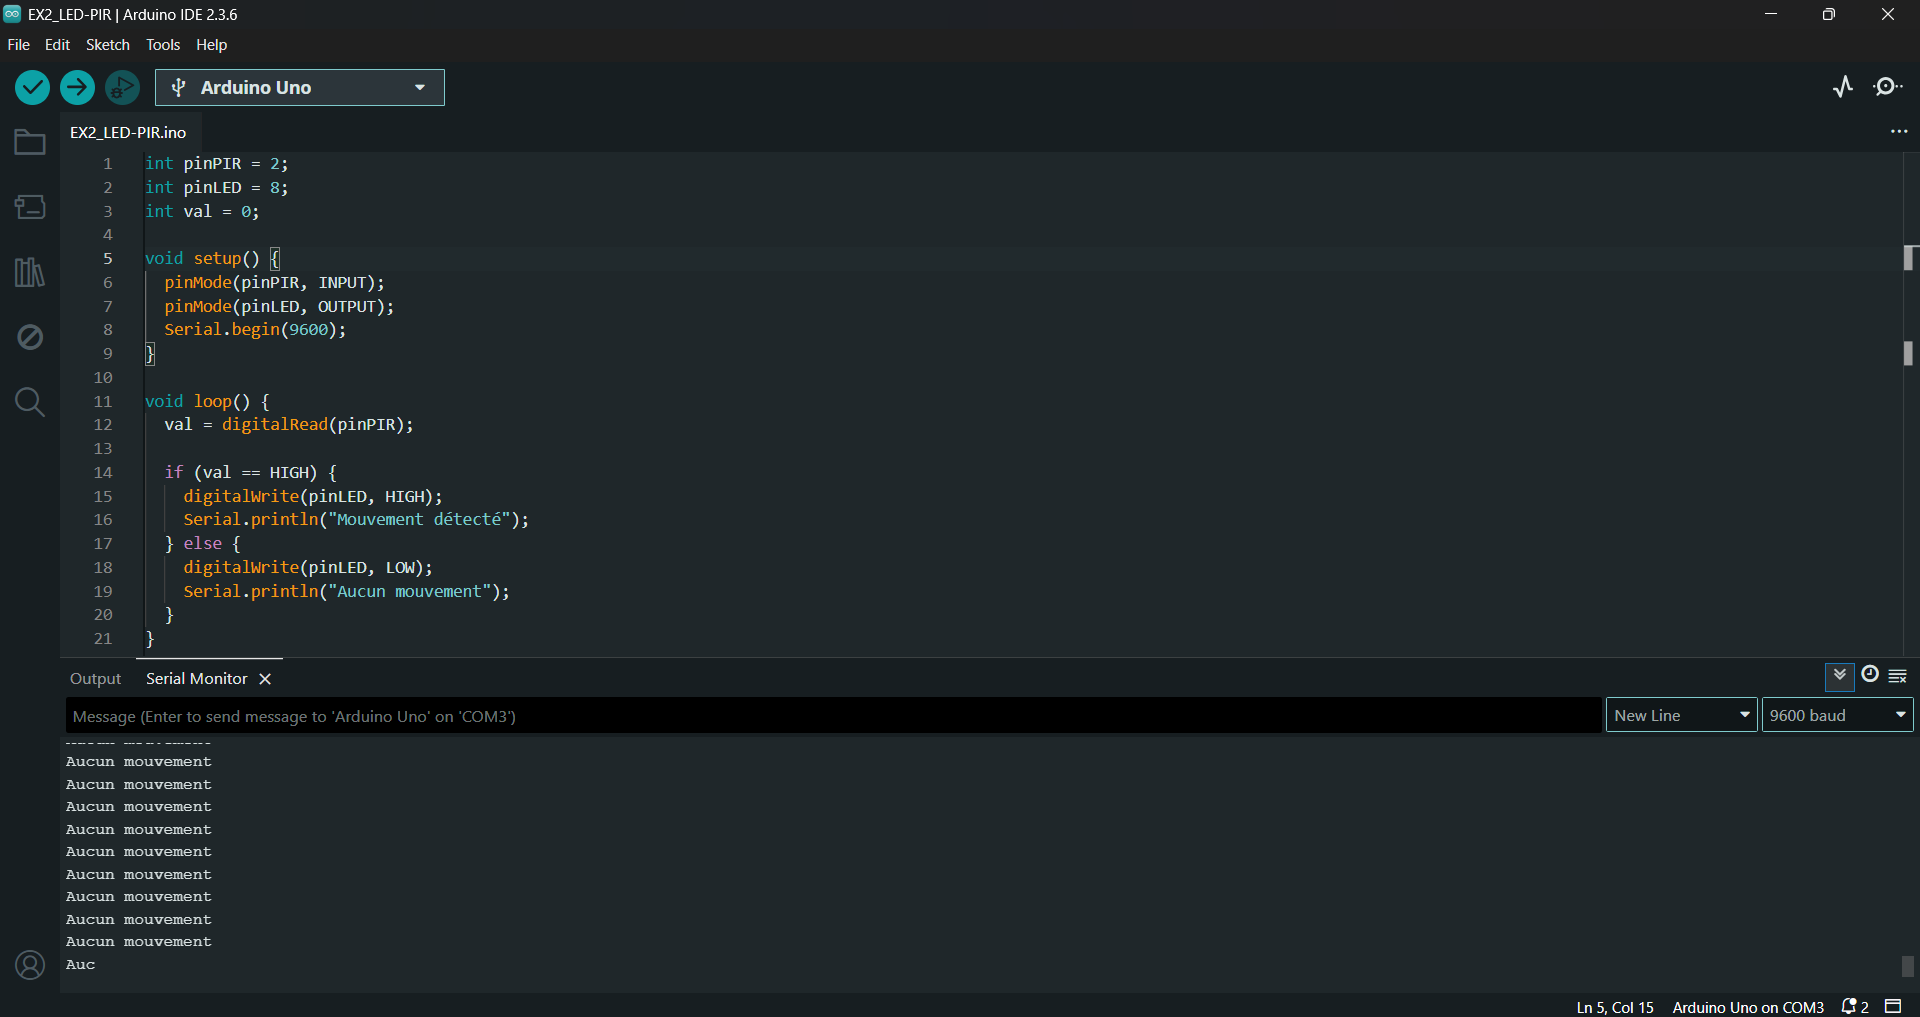 EX2_LED-PIR | Arduino IDE 2.3.6
File Edit Sketch Tools Help
Arduino Uno
EX2_LED-PIR.ino
1 int pinPIR = 2;
2 int pinLED = 8;
3 int val = 0;
4
5 void setup() {
6 pinMode(pinPIR, INPUT);
7 pinMode(pinLED, OUTPUT);
8 Serial.begin(9600);
9 }
10
11 void loop() {
12 val = digitalRead(pinPIR);
13
14 if (val == HIGH) {
15 digitalWrite(pinLED, HIGH);
16 Serial.println("Mouvement détecté");
17 } else {
18 digitalWrite(pinLED, LOW);
19 Serial.println("Aucun mouvement");
20 }
21 }
Output Serial Monitor
Message (Enter to send message to 'Arduino Uno' on 'COM3') New Line 9600 baud
Aucun mouvement
Aucun mouvement
Aucun mouvement
Aucun mouvement
Aucun mouvement
Aucun mouvement
Aucun mouvement
Aucun mouvement
Aucun mouvement
Auc
Ln 5, Col 15 Arduino Uno on COM3 2